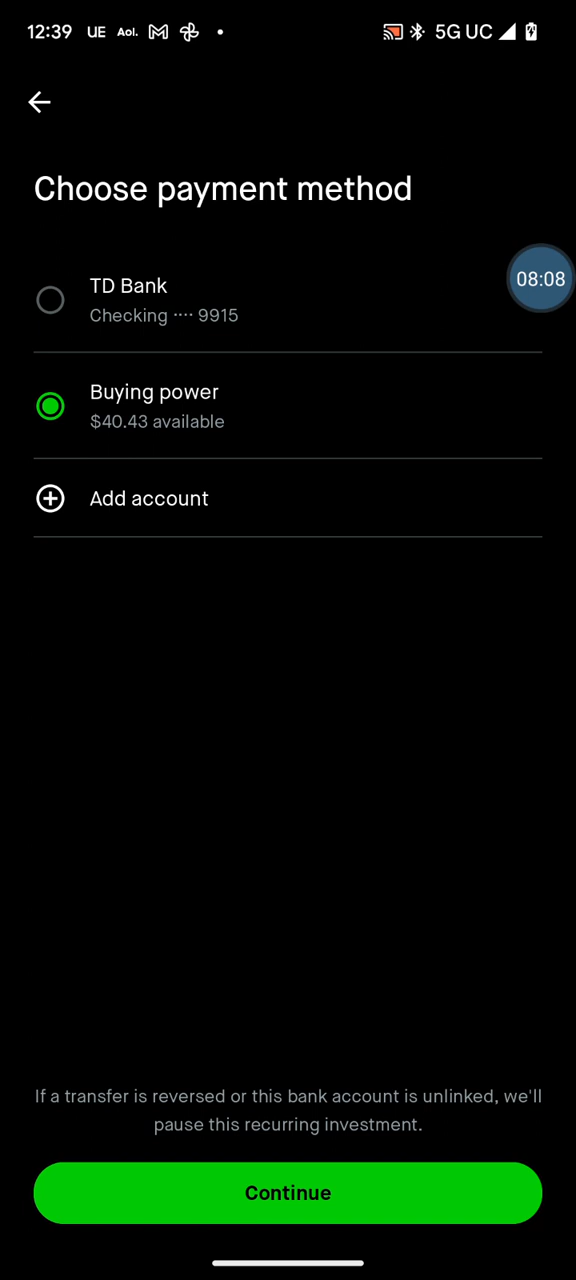 12:39 UE Aol. 5G UC
Choose payment method
08:08
TD Bank
Checking ···· 9915
Buying power
$40.43 available
Add account
If a transfer is reversed or this bank account is unlinked, we'll
pause this recurring investment.
Continue